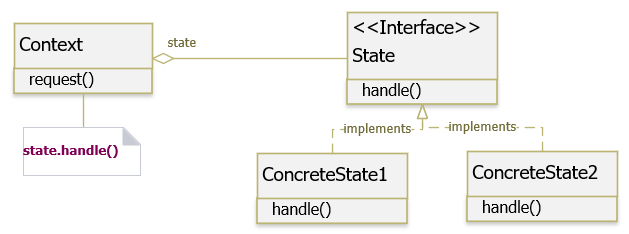 Context
request()
state
<<Interface>>
State
handle()
state.handle()
implements
implements
ConcreteState1
handle()
ConcreteState2
handle()